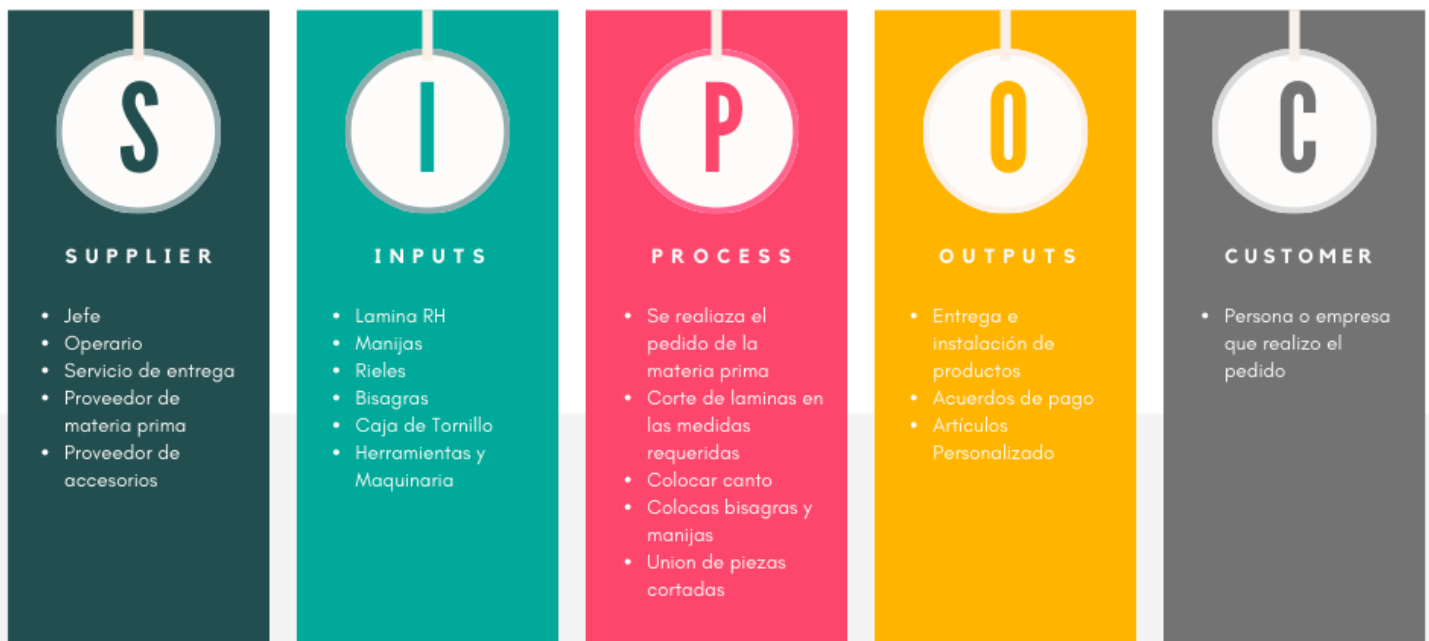 S
SUPPLIER
• Jefe
• Operario
• Servicio de entrega
• Proveedor de
materia prima
• Proveedor de
accesorios
I
INPUTS
• Lamina RH
• Manijas
• Rieles
• Bisagras
• Caja de Tornillo
• Herramientas y
Maquinaria
P
PROCESS
• Se realiaza el
pedido de la
materia prima
• Corte de laminas en
las medidas
requeridas
• Colocar canto
• Colocas bisagras y
manijas
• Union de piezas
cortadas
O
OUTPUTS
• Entrega e
instalación de
productos
• Acuerdos de pago
• Artículos
Personalizado
C
CUSTOMER
• Persona o empresa
que realizo el
pedido